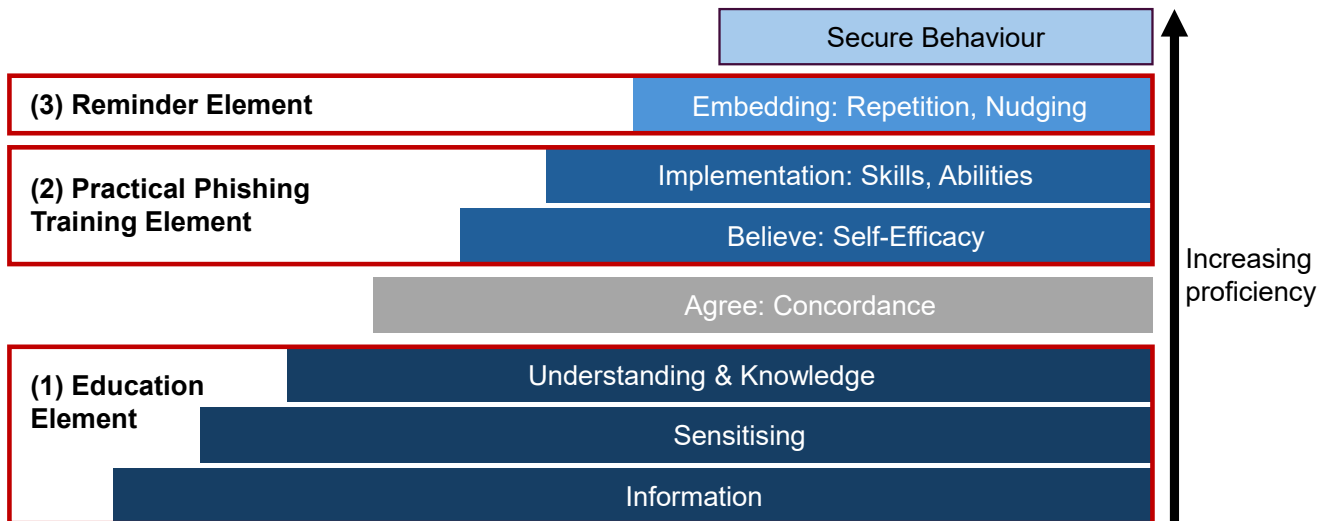 Secure Behaviour
(3) Reminder Element
Embedding: Repetition, Nudging
(2) Practical Phishing
Training Element
Implementation: Skills, Abilities
Believe: Self-Efficacy
Agree: Concordance
Increasing
proficiency
(1) Education
Element
Understanding & Knowledge
Sensitising
Information